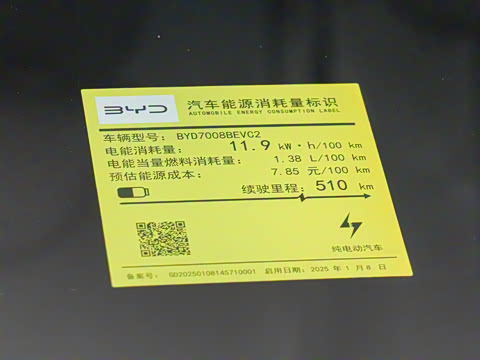 BYD 汽车能源消耗量标识
AUTOMOBILE ENERGY CONSUMPTION LABEL
车辆型号: BYD7008BEVC2
电能消耗量: 11.9 kW·h/100 km
电能当量燃料消耗量: 1.38 L/100 km
预估能源成本: 7.85 元/100 km
续驶里程: 510 km
纯电动汽车
备案号: GD20250108145710001 启用日期: 2025 年 1 月 8 日